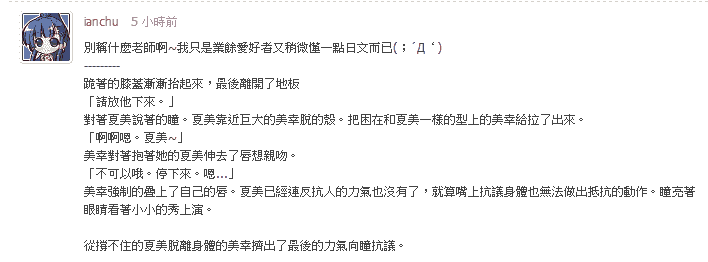 ianchu 5 小時前
別稱什麼老師啊~我只是業餘愛好者又稍微懂一點日文而已(；´Д‘)
---------
跪著的膝蓋漸漸抬起來，最後離開了地板
「請放他下來。」
對著夏美說著的瞳。夏美靠近巨大的美幸脫的殼。把困在和夏美一樣的型上的美幸給拉了出來。
「啊啊嗯。夏美~」
美幸對著抱著她的夏美伸去了唇想親吻。
「不可以哦。停下來。嗯...」
美幸強制的疊上了自己的唇。夏美已經連反抗人的力氣也沒有了，就算嘴上抗議身體也無法做出抵抗的動作。瞳亮著
眼睛看著小小的秀上演。
從撐不住的夏美脫離身體的美幸擠出了最後的力氣向瞳抗議。